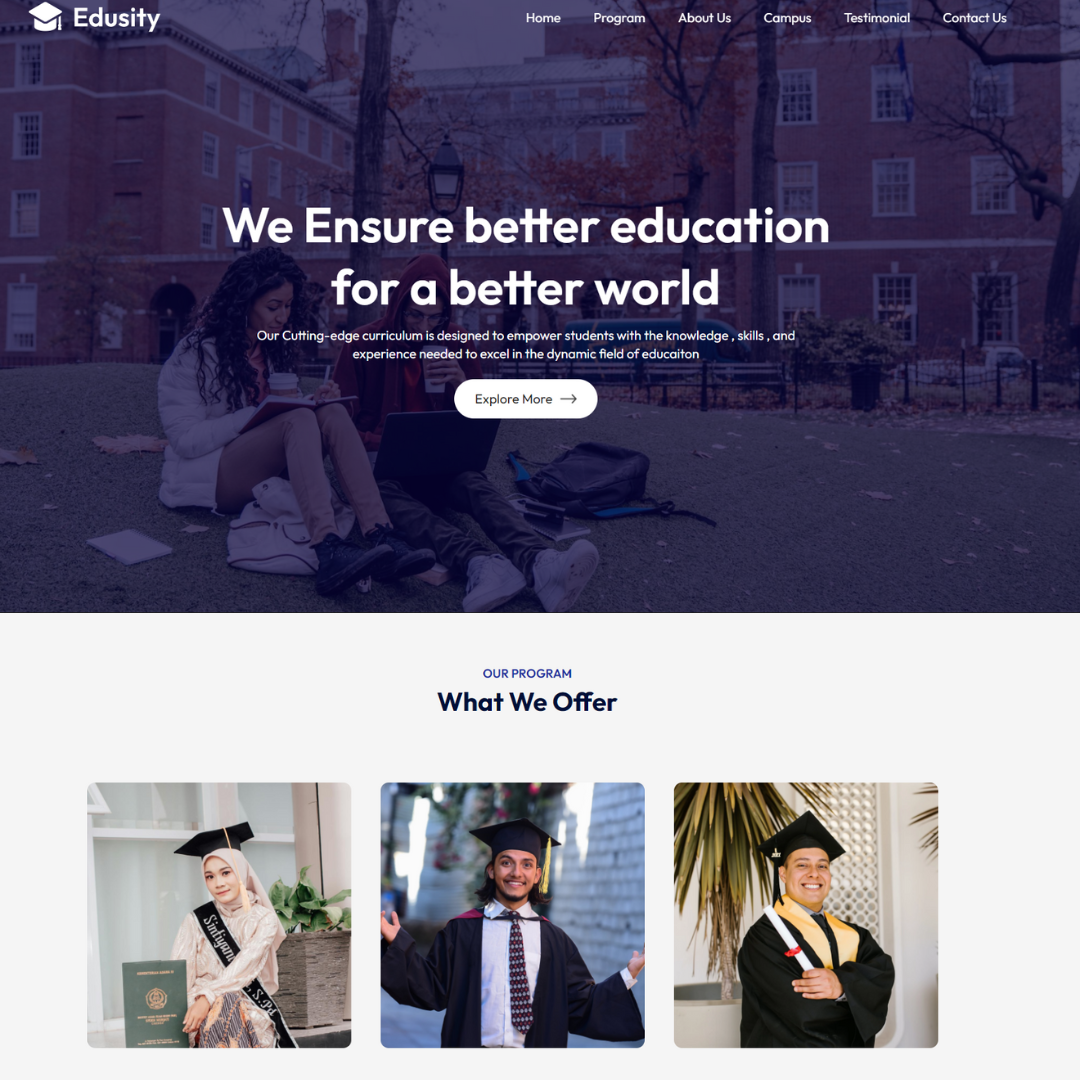 Edusity
Home Program About Us Campus Testimonial Contact Us
We Ensure better education
for a better world
Our Cutting-edge curriculum is designed to empower students with the knowledge , skills , and
experience needed to excel in the dynamic field of educaiton
Explore More
OUR PROGRAM
What We Offer
S.Pd